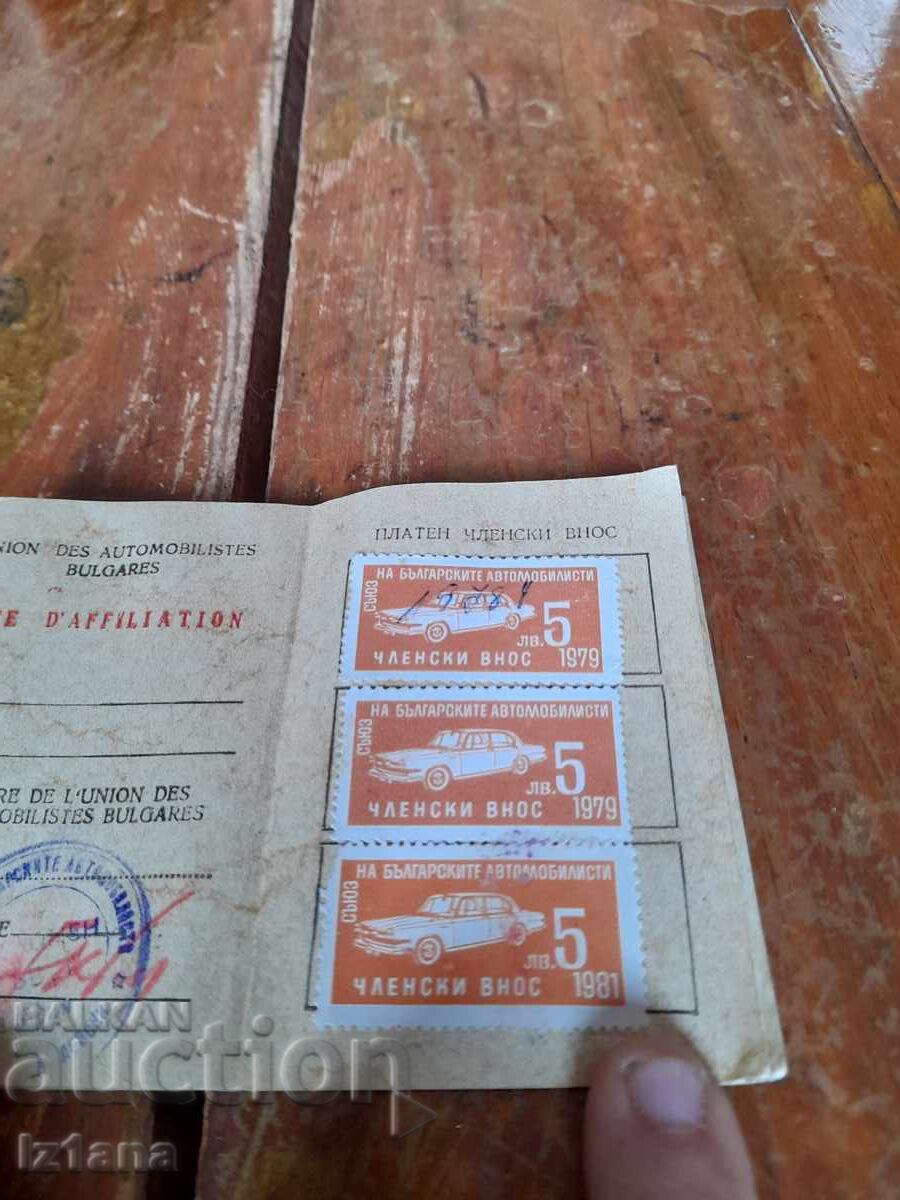 NION DES AUTOMOBILISTES
BULGARES
E D'AFFILIATION
RE DE L'UNION DES
MOBILISTES BULGARES
E
ПЛАТЕН ЧЛЕНСКИ ВНОС
СЪЮЗ
НА БЪЛГАРСКИТЕ АВТОМОБИЛИСТИ
ЛВ. 5
ЧЛЕНСКИ ВНОС 1979
СЪЮЗ
НА БЪЛГАРСКИТЕ АВТОМОБИЛИСТИ
ЛВ. 5
ЧЛЕНСКИ ВНОС 1979
СЪЮЗ
НА БЪЛГАРСКИТЕ АВТОМОБИЛИСТИ
ЛВ. 5
ЧЛЕНСКИ ВНОС 1981
BALKAN
auction
Iz1ana